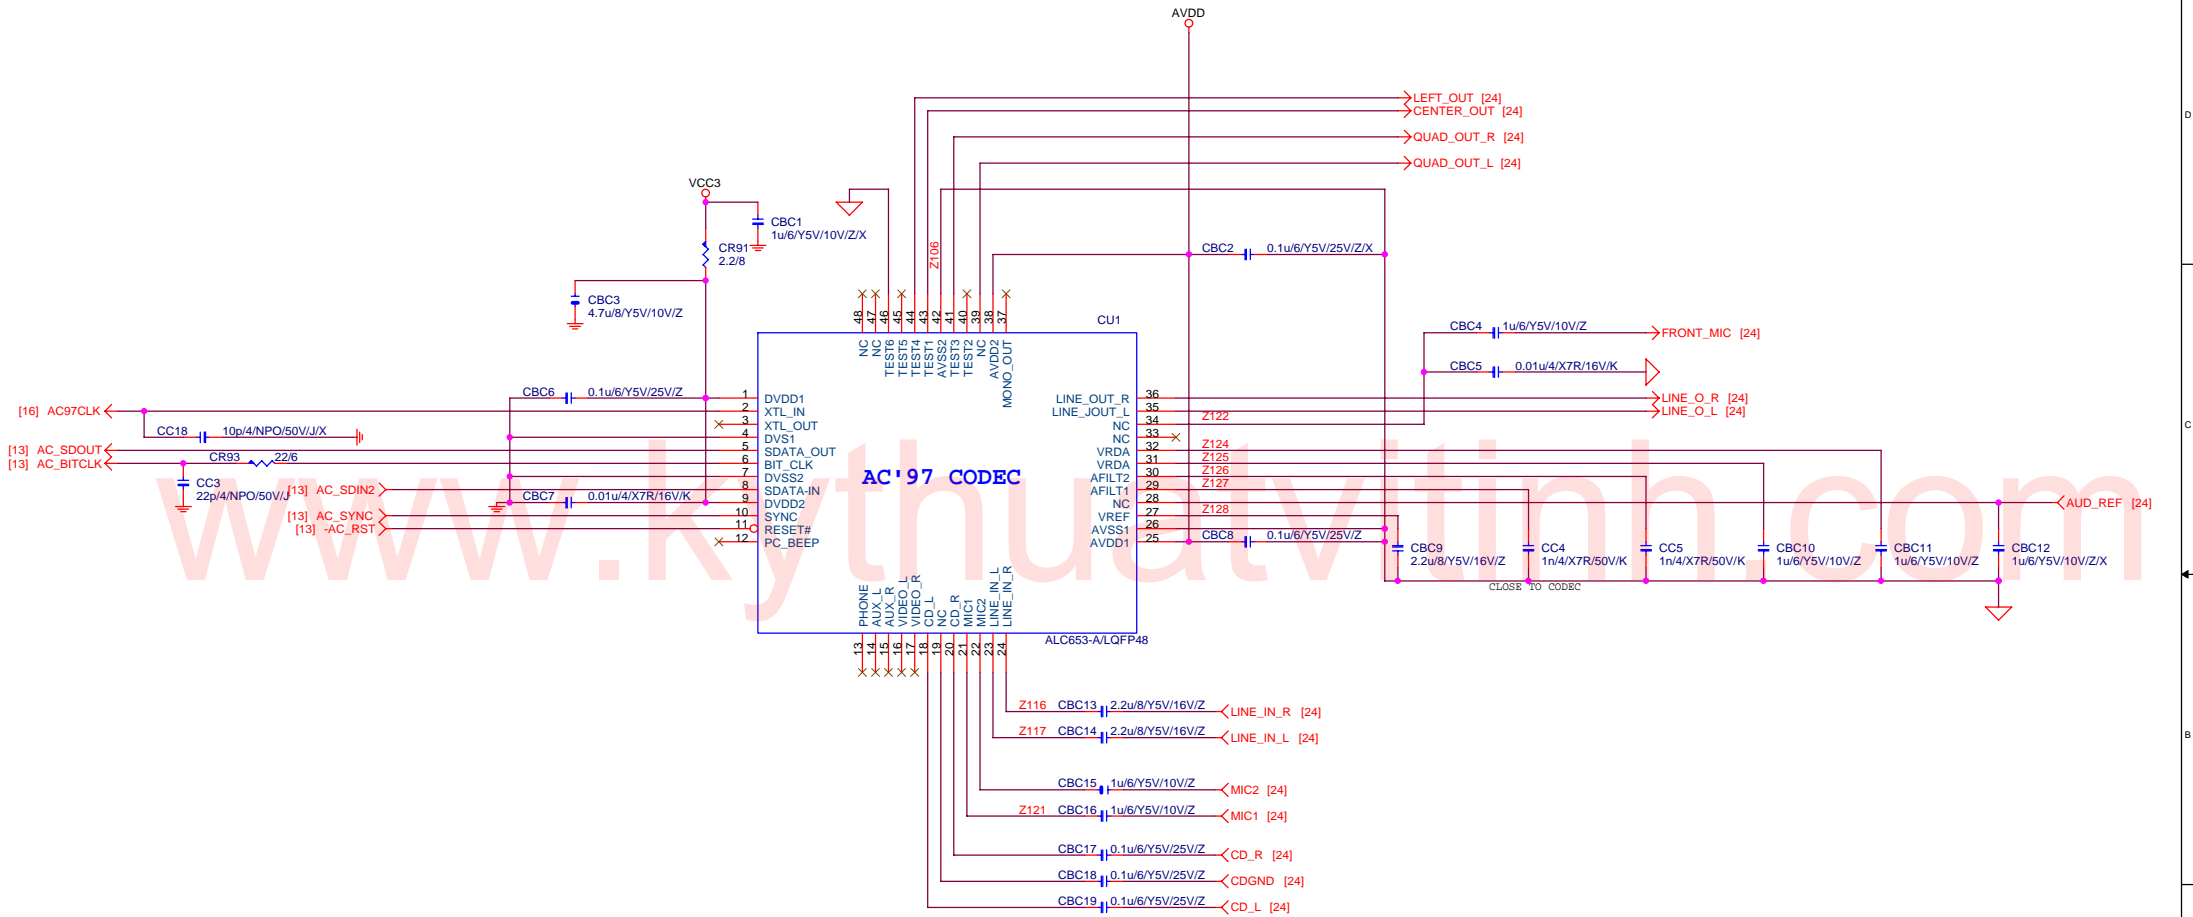 AVDD
LEFT_OUT [24]
CENTER_OUT [24]
QUAD_OUT_R [24]
QUAD_OUT_L [24]
D
VCC3
CBC1
1u/6/Y5V/10V/Z/X
CR91
2.2/8
Z106
CBC2 0.1u/6/Y5V/25V/Z/X
CBC3
4.7u/8/Y5V/10V/Z
48 47 46 45 44 43 42 41 40 39 38 37
CU1
NC NC TEST6 TEST5 TEST4 TEST1 AVSS2 TEST3 TEST2 NC AVDD2 MONO_OUT
CBC4 1u/6/Y5V/10V/Z FRONT_MIC [24]
CBC5 0.01u/4/X7R/16V/K
CBC6 0.1u/6/Y5V/25V/Z
1 DVDD1
2 XTL_IN
3 XTL_OUT
4 DVS1
5 SDATA_OUT
6 BIT_CLK
7 DVSS2
8 SDATA-IN
9 DVDD2
10 SYNC
11 RESET#
12 PC_BEEP
[16] AC97CLK
CC18 10p/4/NPO/50V/J/X
[13] AC_SDOUT
[13] AC_BITCLK
CR93 22/6
CC3
22p/4/NPO/50V/J
[13] AC_SDIN2
CBC7 0.01u/4/X7R/16V/K
[13] AC_SYNC
[13] -AC_RST
AC'97 CODEC
LINE_OUT_R 36
LINE_JOUT_L 35
NC 34
NC 33
VRDA 32
VRDA 31
AFILT2 30
AFILT1 29
NC 28
VREF 27
AVSS1 26
AVDD1 25
LINE_O_R [24]
LINE_O_L [24]
Z122
Z124
Z125
Z126
Z127
Z128
C
AUD_REF [24]
CBC8 0.1u/6/Y5V/25V/Z
CBC9
2.2u/8/Y5V/16V/Z
CC4
1n/4/X7R/50V/K
CC5
1n/4/X7R/50V/K
CBC10
1u/6/Y5V/10V/Z
CBC11
1u/6/Y5V/10V/Z
CBC12
1u/6/Y5V/10V/Z/X
CLOSE TO CODEC
www.kythuatvitinh.com
PHONE AUX_L AUX_R VIDEO_L VIDEO_R CD_L NC CD_R MIC1 MIC2 LINE_IN_L LINE_IN_R
ALC653-A/LQFP48
13 14 15 16 17 18 19 20 21 22 23 24
Z116 CBC13 2.2u/8/Y5V/16V/Z LINE_IN_R [24]
Z117 CBC14 2.2u/8/Y5V/16V/Z LINE_IN_L [24]
B
CBC15 1u/6/Y5V/10V/Z MIC2 [24]
Z121 CBC16 1u/6/Y5V/10V/Z MIC1 [24]
CBC17 0.1u/6/Y5V/25V/Z CD_R [24]
CBC18 0.1u/6/Y5V/25V/Z CDGND [24]
CBC19 0.1u/6/Y5V/25V/Z CD_L [24]